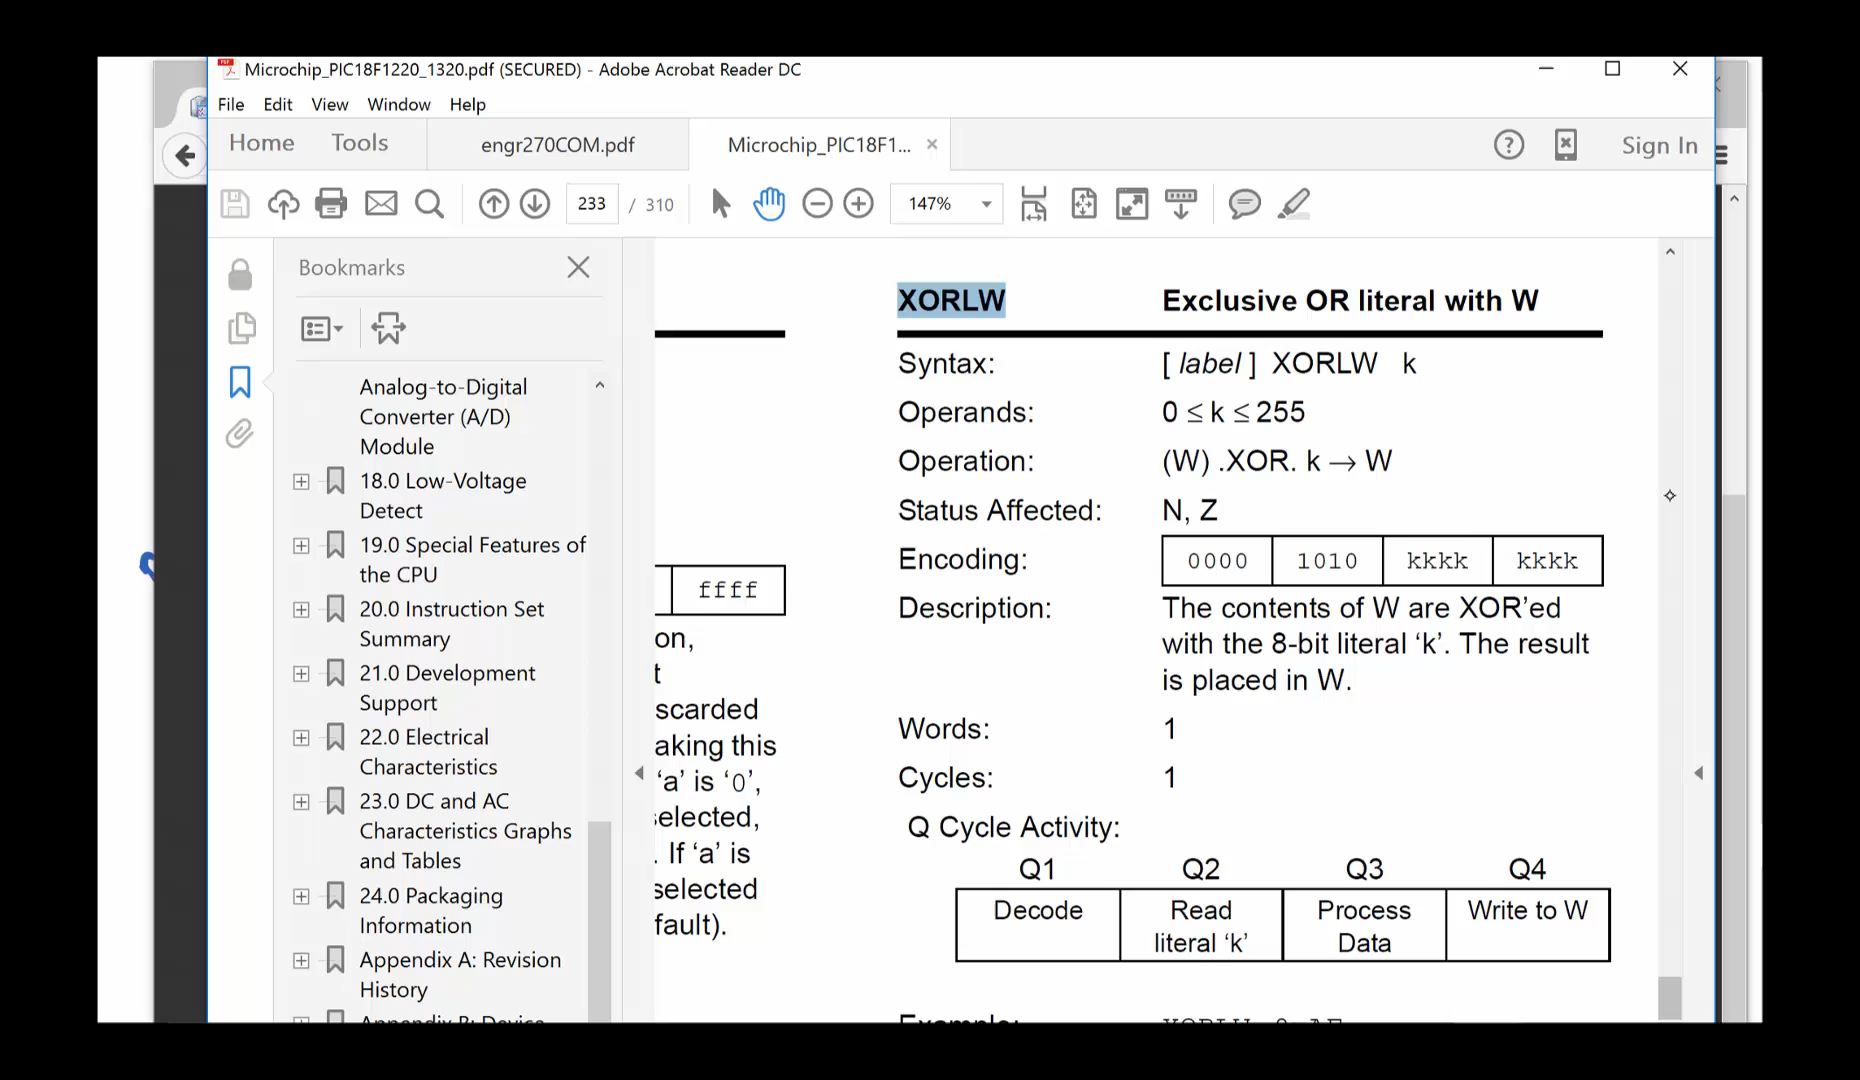 Microchip_PIC18F1220_1320.pdf (SECURED) - Adobe Acrobat Reader DC
File Edit View Window Help
Home Tools engr270COM.pdf Microchip_PIC18F1... Sign In
233 / 310 147%
Bookmarks
Analog-to-Digital
Converter (A/D)
Module
18.0 Low-Voltage
Detect
19.0 Special Features of
the CPU
20.0 Instruction Set
Summary
21.0 Development
Support
22.0 Electrical
Characteristics
23.0 DC and AC
Characteristics Graphs
and Tables
24.0 Packaging
Information
Appendix A: Revision
History
ffff
on,
t
scarded
aking this
‘a’ is ‘0’,
selected,
. If ‘a’ is
selected
fault).
XORLW Exclusive OR literal with W
Syntax: [ label ] XORLW k
Operands: 0 ≤ k ≤ 255
Operation: (W) .XOR. k → W
Status Affected: N, Z
Encoding: 0000 1010 kkkk kkkk
Description: The contents of W are XOR’ed
with the 8-bit literal ‘k’. The result
is placed in W.
Words: 1
Cycles: 1
Q Cycle Activity:
Q1 Q2 Q3 Q4
Decode Read Process Write to W
literal ‘k’ Data